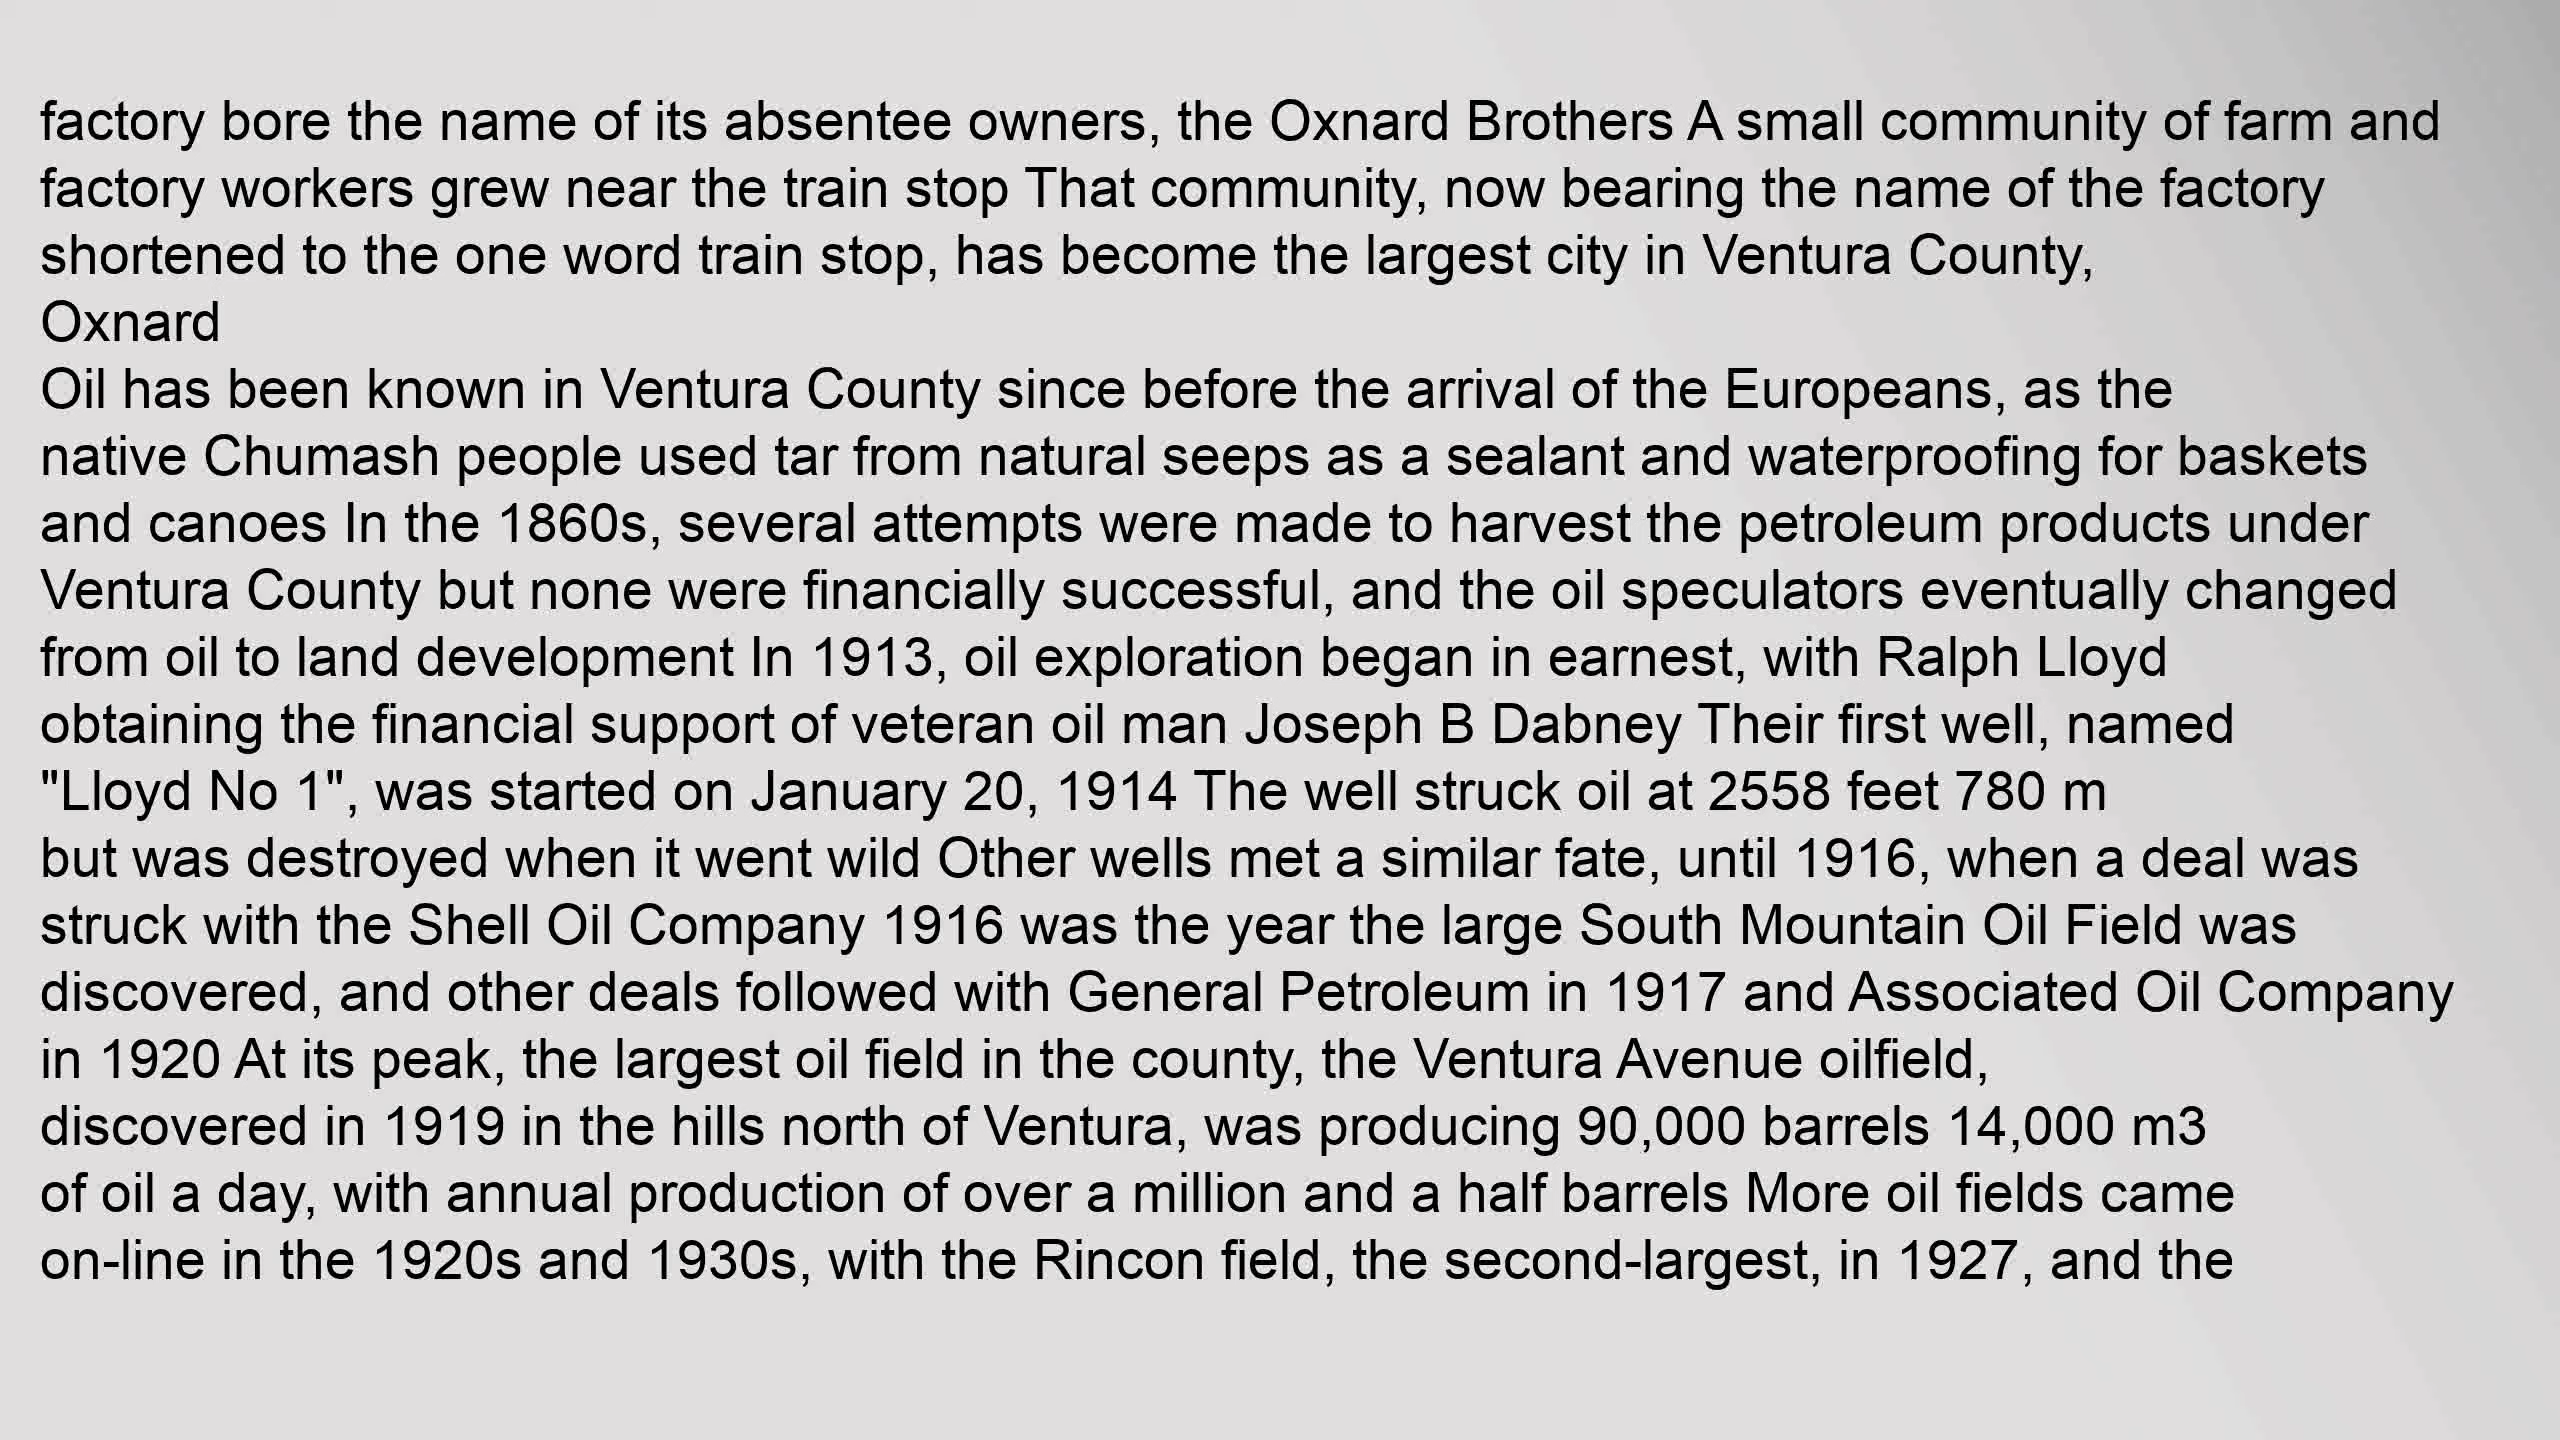 factory bore the name of its absentee owners, the Oxnard Brothers A small community of farm and
factory workers grew near the train stop That community, now bearing the name of the factory
shortened to the one word train stop, has become the largest city in Ventura County,
Oxnard
Oil has been known in Ventura County since before the arrival of the Europeans, as the
native Chumash people used tar from natural seeps as a sealant and waterproofing for baskets
and canoes In the 1860s, several attempts were made to harvest the petroleum products under
Ventura County but none were financially successful, and the oil speculators eventually changed
from oil to land development In 1913, oil exploration began in earnest, with Ralph Lloyd
obtaining the financial support of veteran oil man Joseph B Dabney Their first well, named
"Lloyd No 1", was started on January 20, 1914 The well struck oil at 2558 feet 780 m
but was destroyed when it went wild Other wells met a similar fate, until 1916, when a deal was
struck with the Shell Oil Company 1916 was the year the large South Mountain Oil Field was
discovered, and other deals followed with General Petroleum in 1917 and Associated Oil Company
in 1920 At its peak, the largest oil field in the county, the Ventura Avenue oilfield,
discovered in 1919 in the hills north of Ventura, was producing 90,000 barrels 14,000 m3
of oil a day, with annual production of over a million and a half barrels More oil fields came
on-line in the 1920s and 1930s, with the Rincon field, the second-largest, in 1927, and the